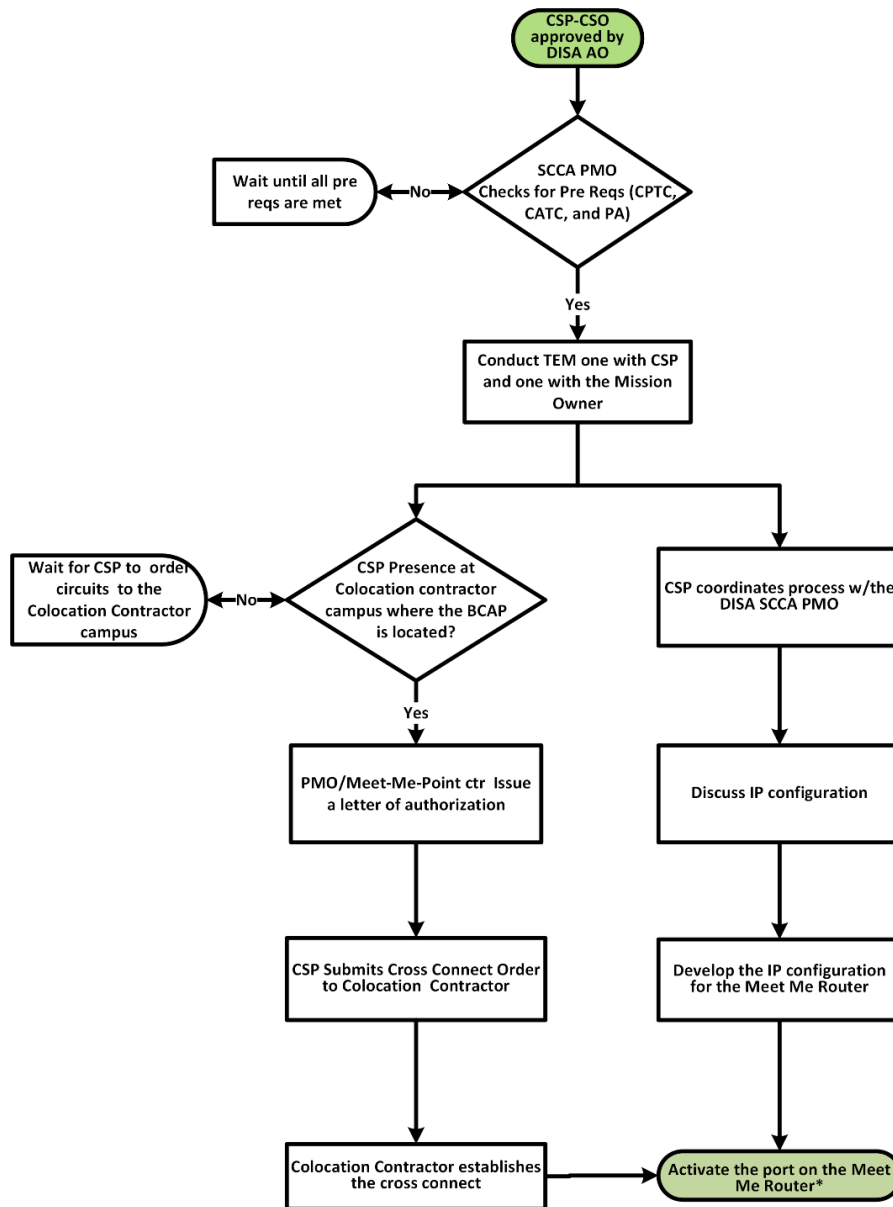 CSP-CSO
approved by
DISA AO
SCCA PMO
Checks for Pre Reqs (CPTC,
CATC, and PA)
No
Wait until all pre
reqs are met
Yes
Conduct TEM one with CSP
and one with the Mission
Owner
CSP Presence at
Colocation contractor
campus where the BCAP
is located?
No
Wait for CSP to order
circuits to the
Colocation Contractor
campus
CSP coordinates process w/the
DISA SCCA PMO
Yes
PMO/Meet-Me-Point ctr Issue
a letter of authorization
Discuss IP configuration
CSP Submits Cross Connect Order
to Colocation Contractor
Develop the IP configuration
for the Meet Me Router
Colocation Contractor establishes
the cross connect
Activate the port on the Meet
Me Router*